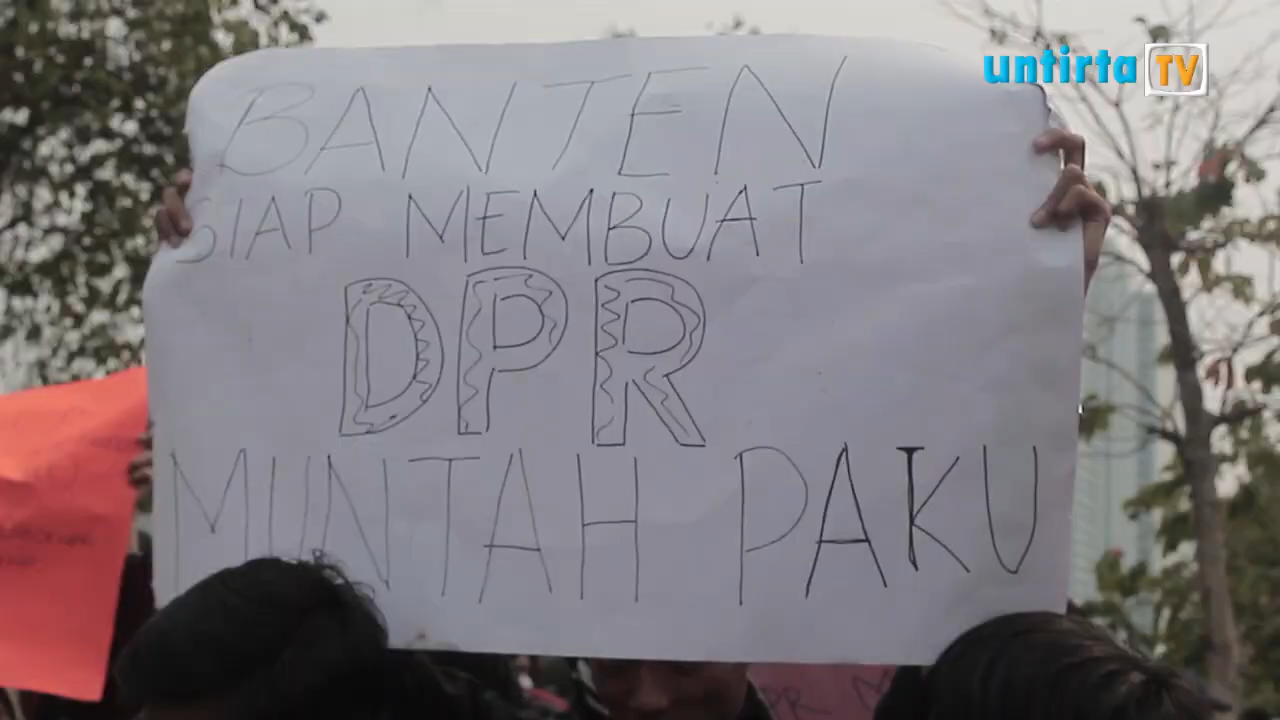 untirta TV
BANTEN
SIAP MEMBUAT
DPR
MUNTAH PAKU